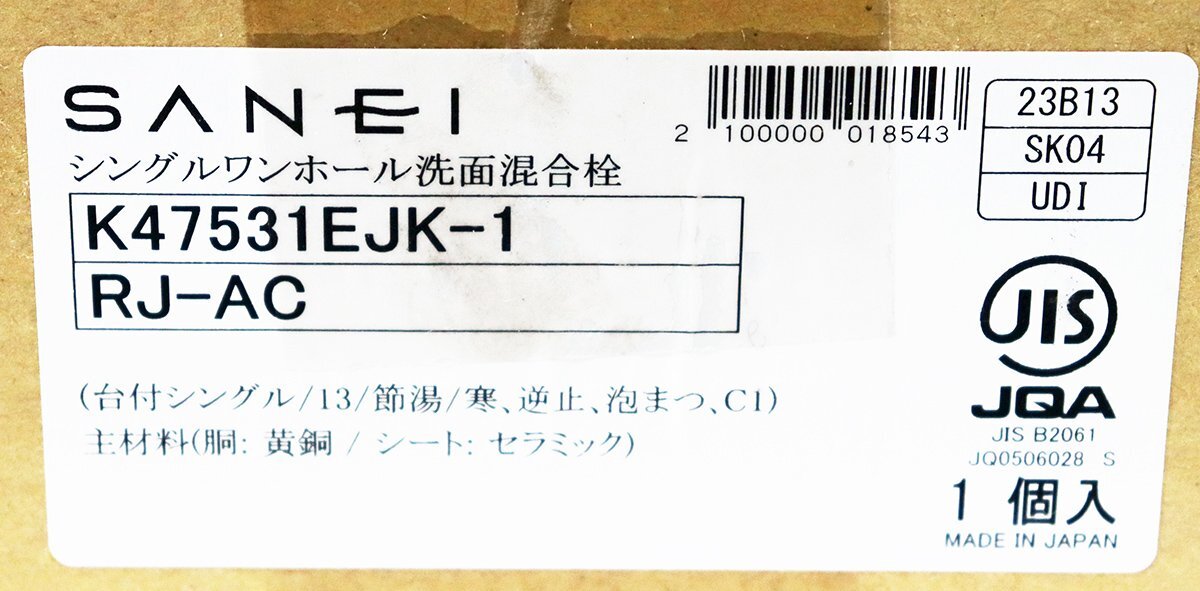 SANEI
シングルワンホール洗面混合栓
K47531EJK-1
RJ-AC
(台付シングル/13/節湯/寒、逆止、泡まつ、C1)
主材料(胴: 黄銅 / シート: セラミック)
2 100000 018543
23B13
SK04
UDI
JIS
JQA
JIS B2061
JQ0506028 S
1 個入
MADE IN JAPAN